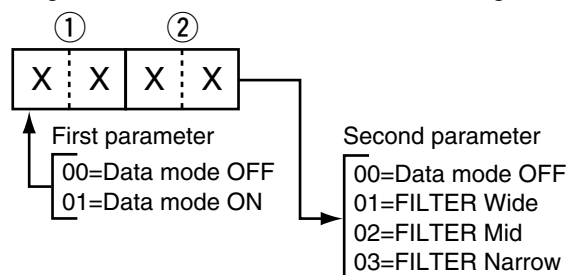 ① ②
X X X X
First parameter
00=Data mode OFF
01=Data mode ON
Second parameter
00=Data mode OFF
01=FILTER Wide
02=FILTER Mid
03=FILTER Narrow